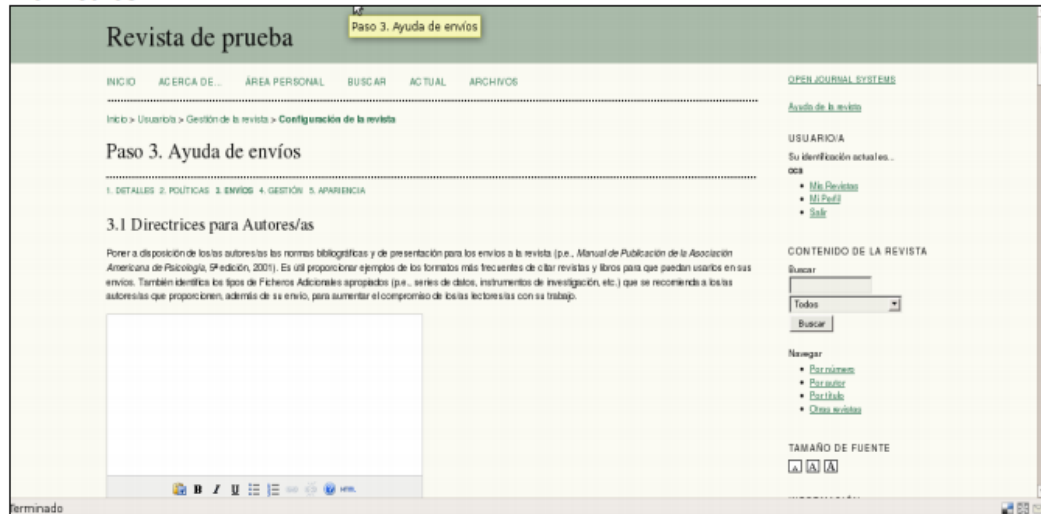 Revista de prueba
Paso 3. Ayuda de envíos
INICIO ACERCA DE... ÁREA PERSONAL BUSCAR ACTUAL ARCHIVOS
Inicio > Usuario/a > Gestión de la revista > Configuración de la revista
Paso 3. Ayuda de envíos
1. DETALLES 2. POLÍTICAS 3. ENVÍOS 4. GESTIÓN 5. APARIENCIA
3.1 Directrices para Autores/as
Poner a disposición de los/as autores/as las normas bibliográficas y de presentación para los envíos a la revista (p.e., Manual de Publicación de la Asociación
Americana de Psicología, 5ª edición, 2001). Es útil proporcionar ejemplos de los formatos más frecuentes de citar revistas y libros para que puedan usarlos en sus
envíos. También identifica los tipos de Ficheros Adicionales apropiados (p.e., series de datos, instrumentos de investigación, etc.) que se recomienda a los/as
autores/as que proporcionen, además de su envío, para aumentar el compromiso de los/as lectores/as con su trabajo.
B I U HTML
OPEN JOURNAL SYSTEMS
Ayuda de la revista
USUARIO/A
Su identificación actual es...
ocs
Mis Revistas
Mi Perfil
Salir
CONTENIDO DE LA REVISTA
Buscar
Todos
Buscar
Navegar
Por número
Por autor
Por título
Otras revistas
TAMAÑO DE FUENTE
A A A
Terminado